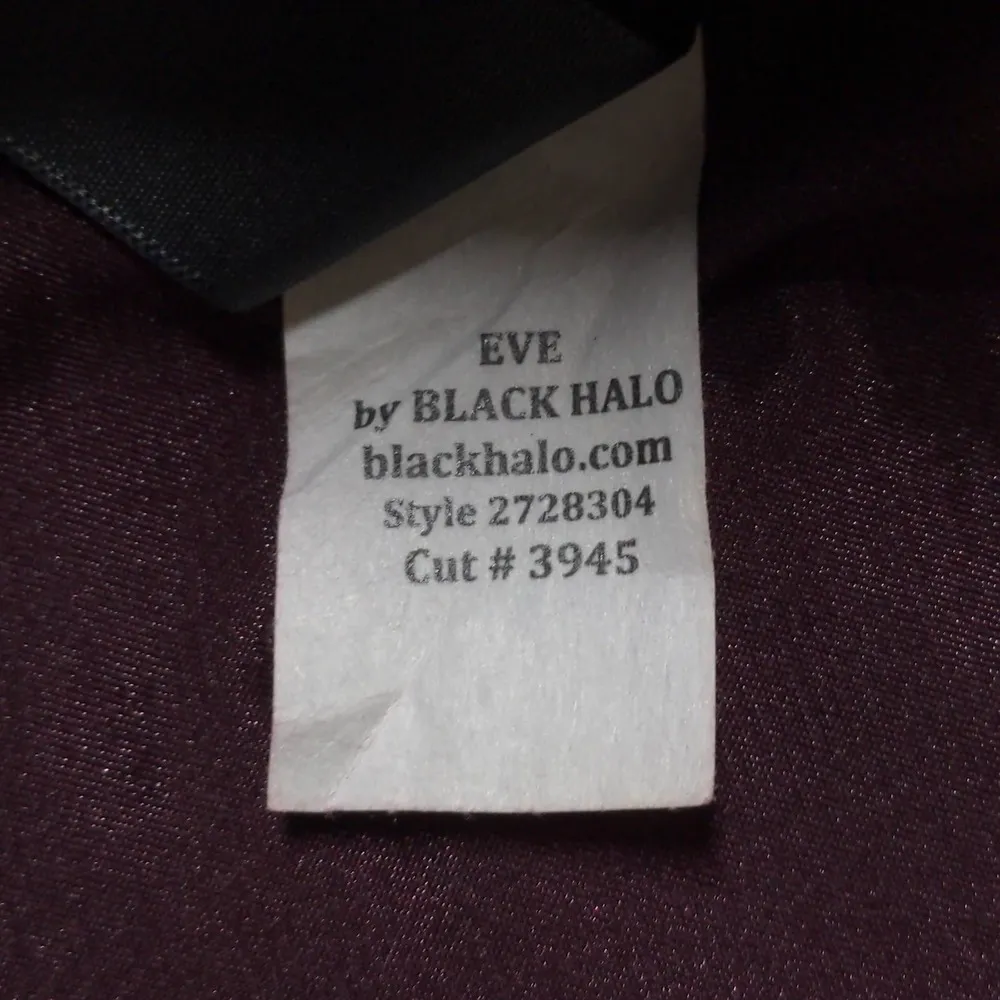 EVE
by BLACK HALO
blackhalo.com
Style 2728304
Cut # 3945